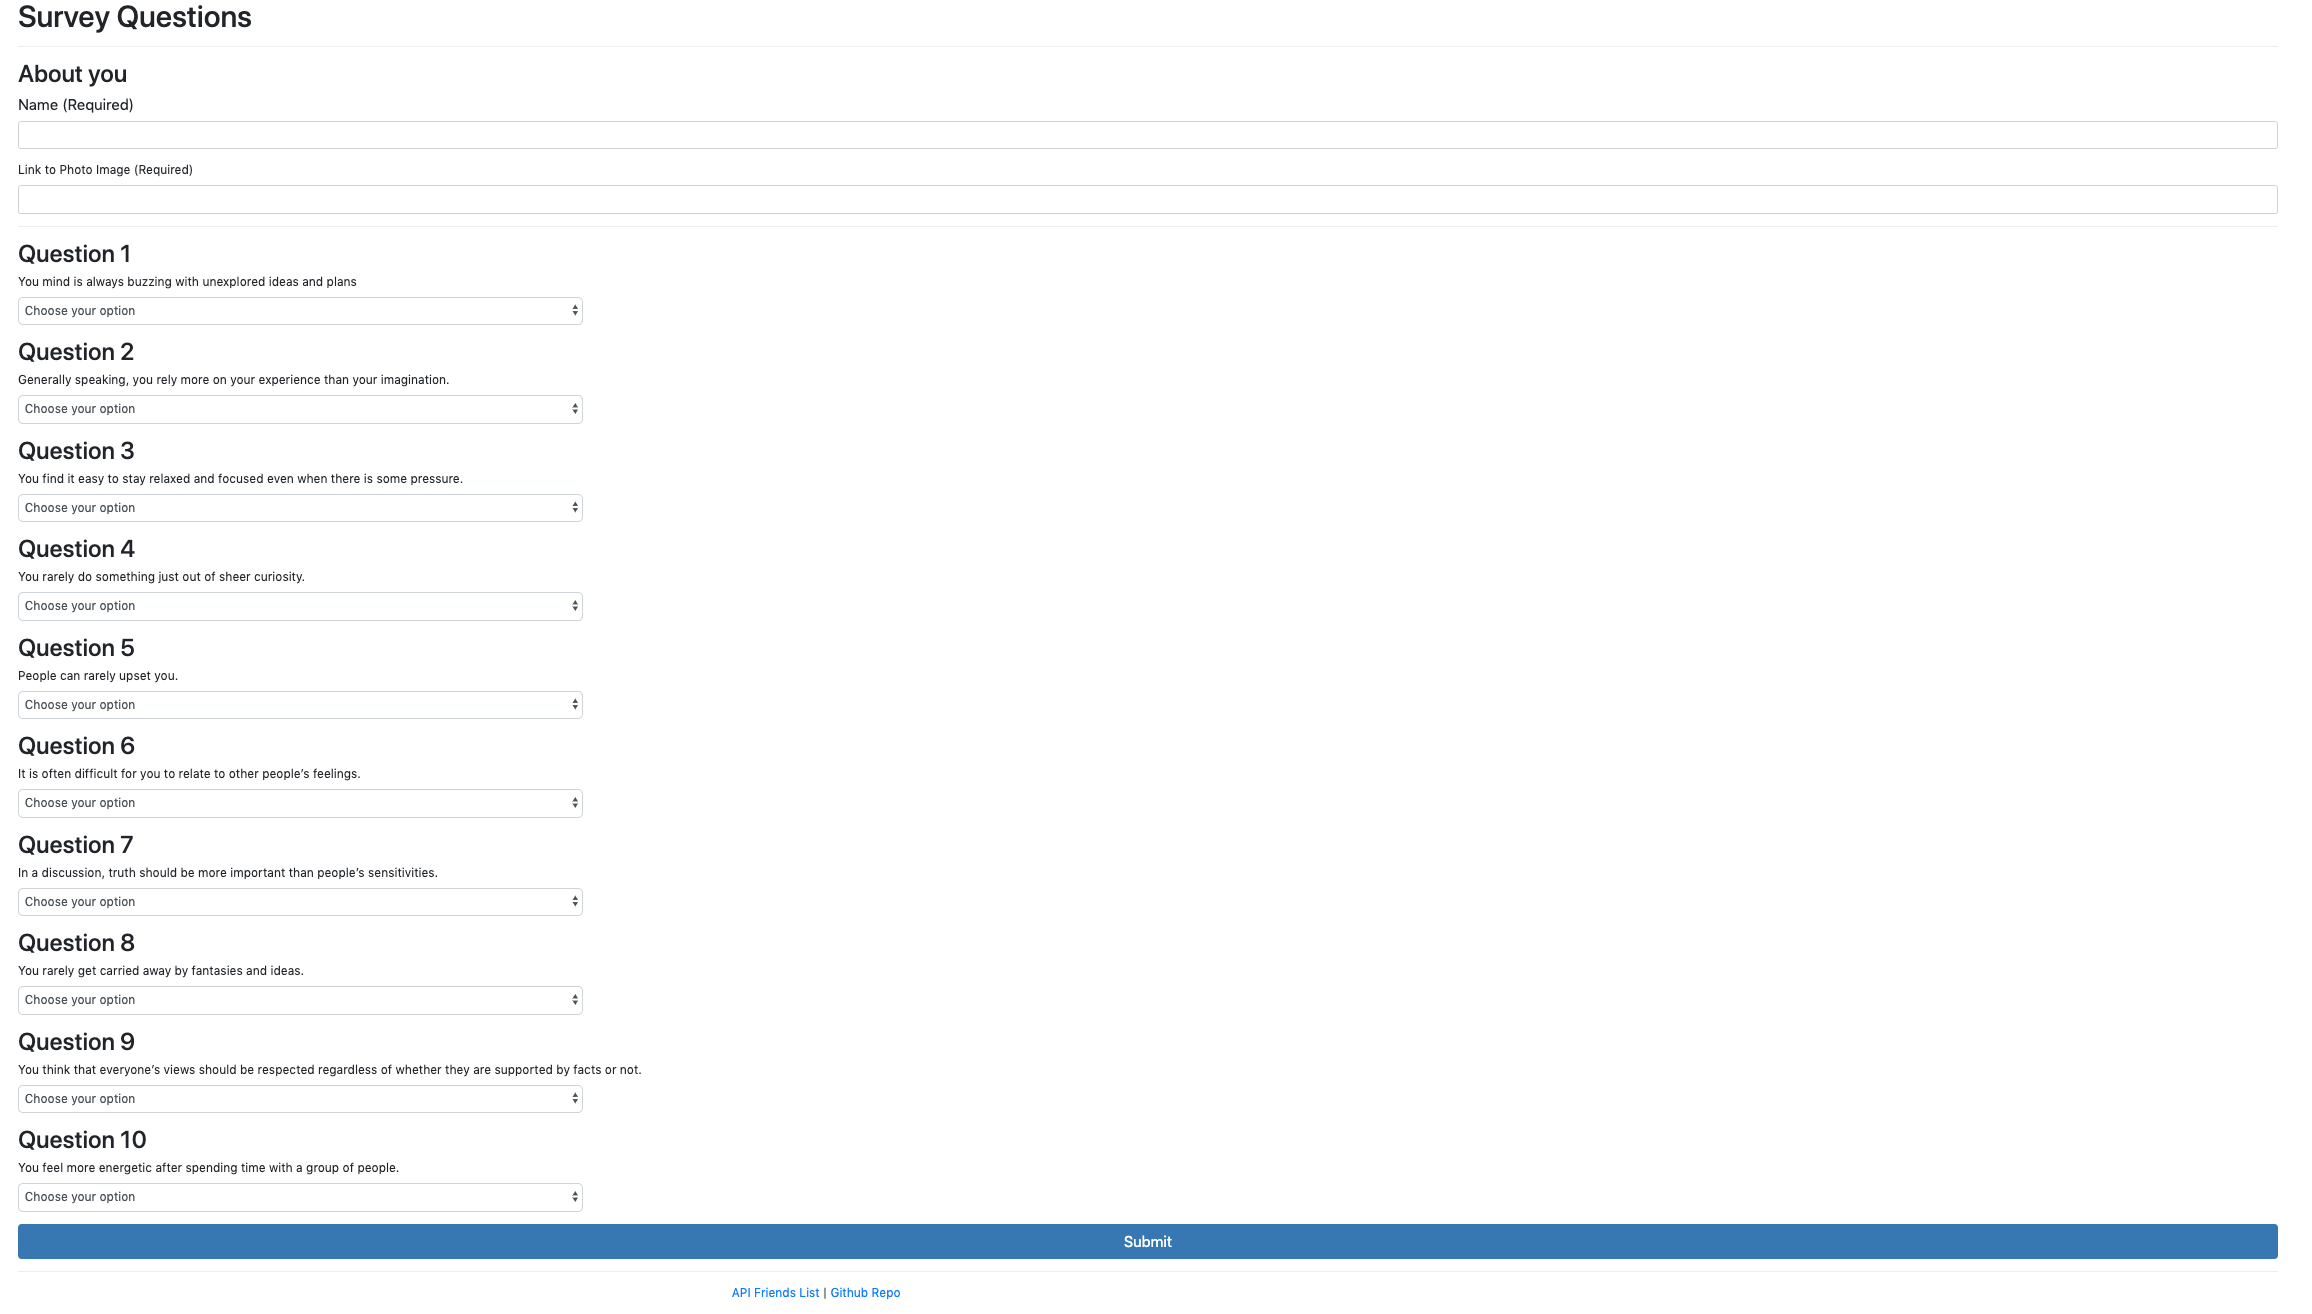 Survey Questions
About you
Name (Required)
Link to Photo Image (Required)
Question 1
You mind is always buzzing with unexplored ideas and plans
Choose your option
Question 2
Generally speaking, you rely more on your experience than your imagination.
Choose your option
Question 3
You find it easy to stay relaxed and focused even when there is some pressure.
Choose your option
Question 4
You rarely do something just out of sheer curiosity.
Choose your option
Question 5
People can rarely upset you.
Choose your option
Question 6
It is often difficult for you to relate to other people’s feelings.
Choose your option
Question 7
In a discussion, truth should be more important than people’s sensitivities.
Choose your option
Question 8
You rarely get carried away by fantasies and ideas.
Choose your option
Question 9
You think that everyone’s views should be respected regardless of whether they are supported by facts or not.
Choose your option
Question 10
You feel more energetic after spending time with a group of people.
Choose your option
Submit
API Friends List | Github Repo